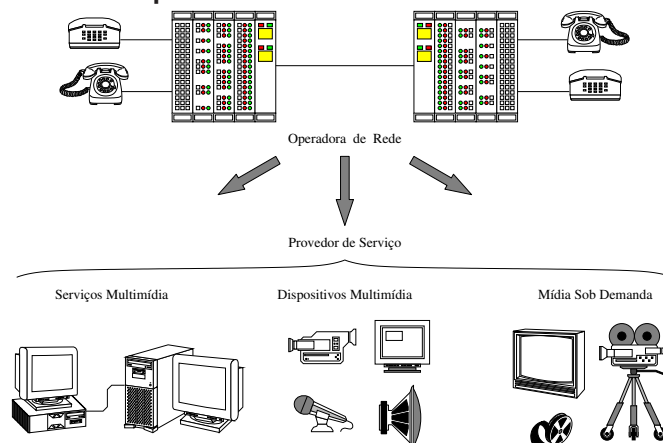 Operadora de Rede
Provedor de Serviço
Serviços Multimídia
Dispositivos Multimídia
Mídia Sob Demanda